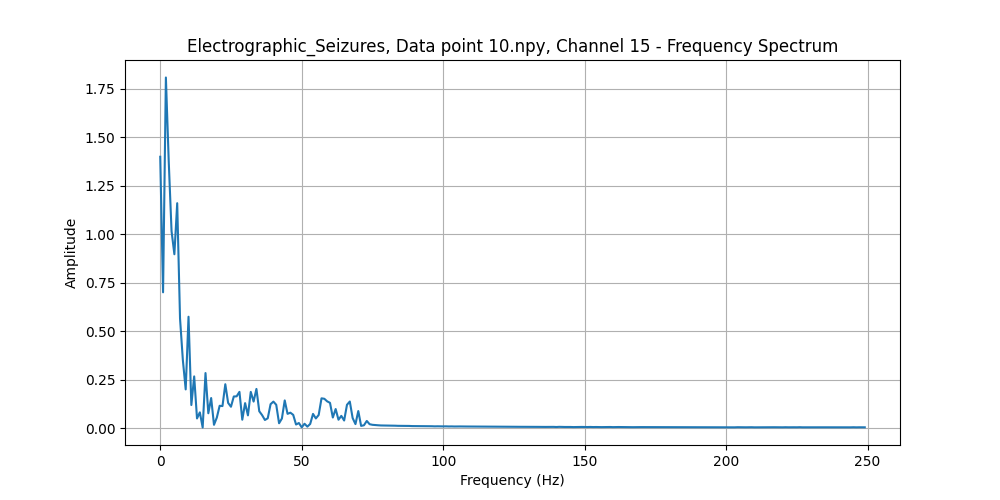 Electrographic_Seizures, Data point 10.npy, Channel 15 - Frequency Spectrum
1.75
1.50
1.25
1.00
0.75
0.50
0.25
0.00
Amplitude
0 50 100 150 200 250
Frequency (Hz)